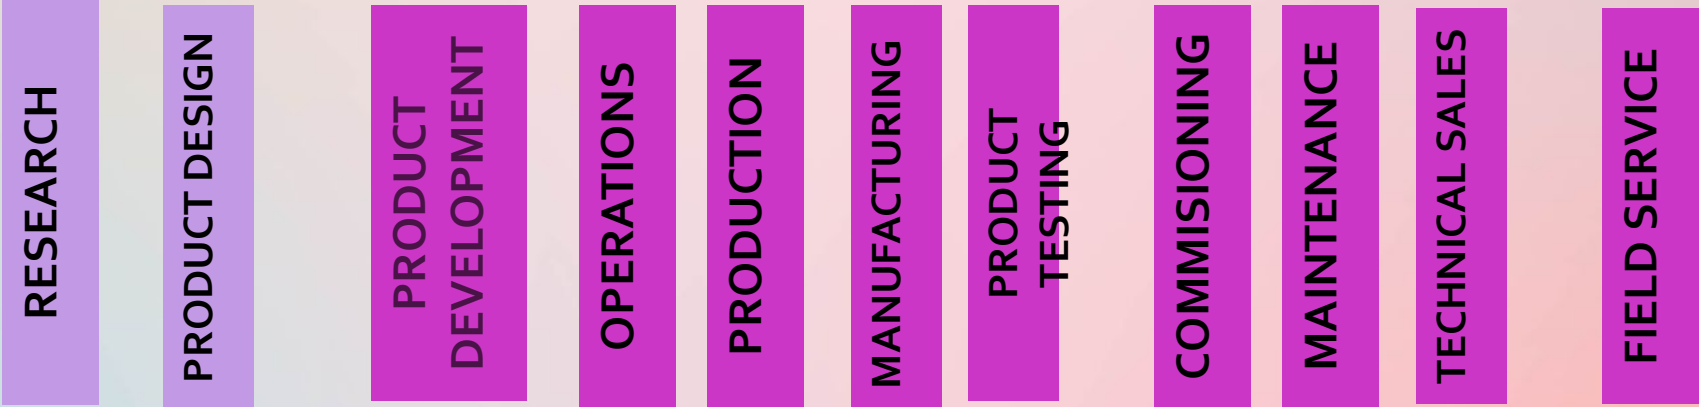 RESEARCH
PRODUCT DESIGN
PRODUCT
DEVELOPMENT
OPERATIONS
PRODUCTION
MANUFACTURING
PRODUCT
TESTING
COMMISIONING
MAINTENANCE
TECHNICAL SALES
FIELD SERVICE